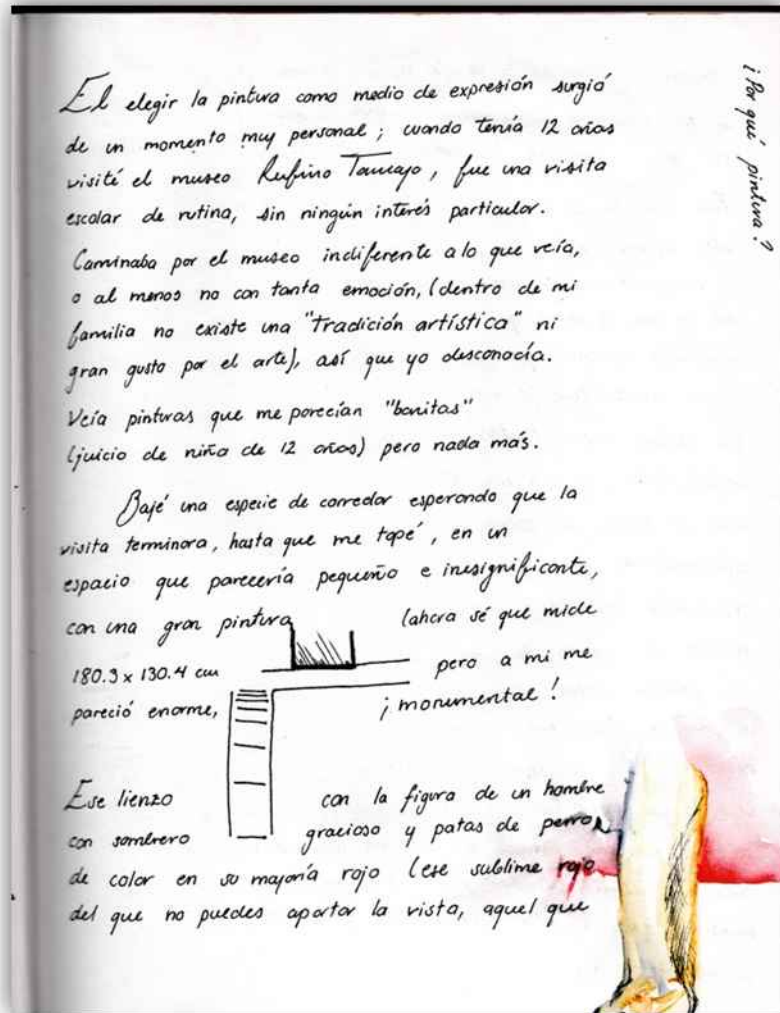 ¿Por qué pintura?
El elegir la pintura como medio de expresión surgió
de un momento muy personal; cuando tenía 12 años
visité el museo Rufino Tamayo, fue una visita
escolar de rutina, sin ningún interés particular.
Caminaba por el museo indiferente a lo que veía,
o al menos no con tanta emoción, (dentro de mi
familia no existe una "tradición artística" ni
gran gusto por el arte), así que yo desconocía.
Veía pinturas que me parecían "bonitas"
(juicio de niña de 12 años) pero nada más.
Bajé una especie de corredor esperando que la
visita terminara, hasta que me topé, en un
espacio que parecería pequeño e inesignificante,
con una gran pintura (ahora sé que mide
180.3 x 130.4 cm pero a mi me
pareció enorme, ¡monumental!
Ese lienzo con la figura de un hombre
con sombrero gracioso y patas de perro,
de color en su mayoría rojo (ese sublime rojo
del que no puedes apartar la vista, aquel que